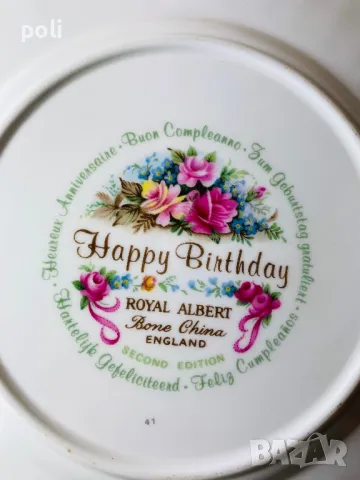 poli
Heureux Anniversaire · Buon Compleanno · Zum Geburtstag gratuliert
Happy Birthday
ROYAL ALBERT
Bone China
ENGLAND
SECOND EDITION
Hartelijk Gefeliciteerd · Feliz Cumpleanos
41
BAZAR